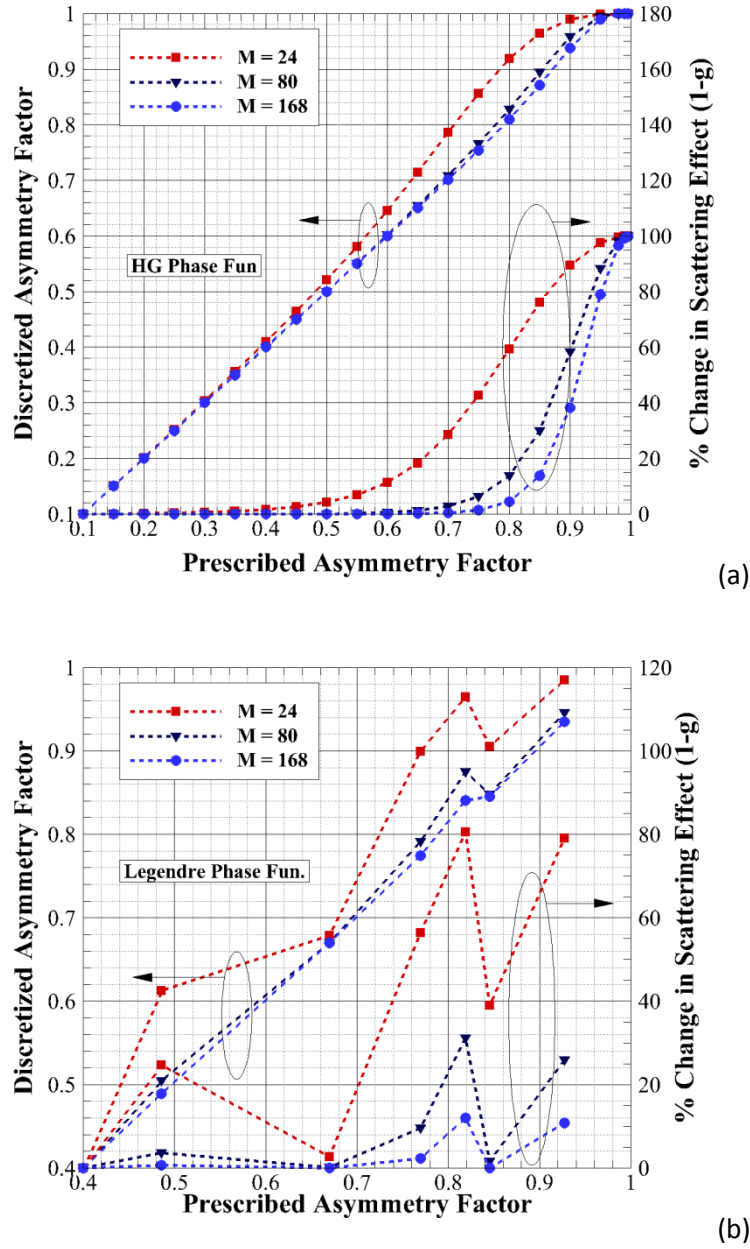 1
180
0.9
160
0.8
140
0.7
120
0.6
100
0.5
80
0.4
60
0.3
40
0.2
20
0.1
0
M = 24
M = 80
M = 168
HG Phase Fun
Discretized Asymmetry Factor
% Change in Scattering Effect (1-g)
0.1 0.2 0.3 0.4 0.5 0.6 0.7 0.8 0.9 1
Prescribed Asymmetry Factor
(a)
1
120
0.9
100
0.8
80
0.7
60
0.6
40
0.5
20
0.4
0
M = 24
M = 80
M = 168
Legendre Phase Fun.
Discretized Asymmetry Factor
% Change in Scattering Effect (1-g)
0.4 0.5 0.6 0.7 0.8 0.9 1
Prescribed Asymmetry Factor
(b)